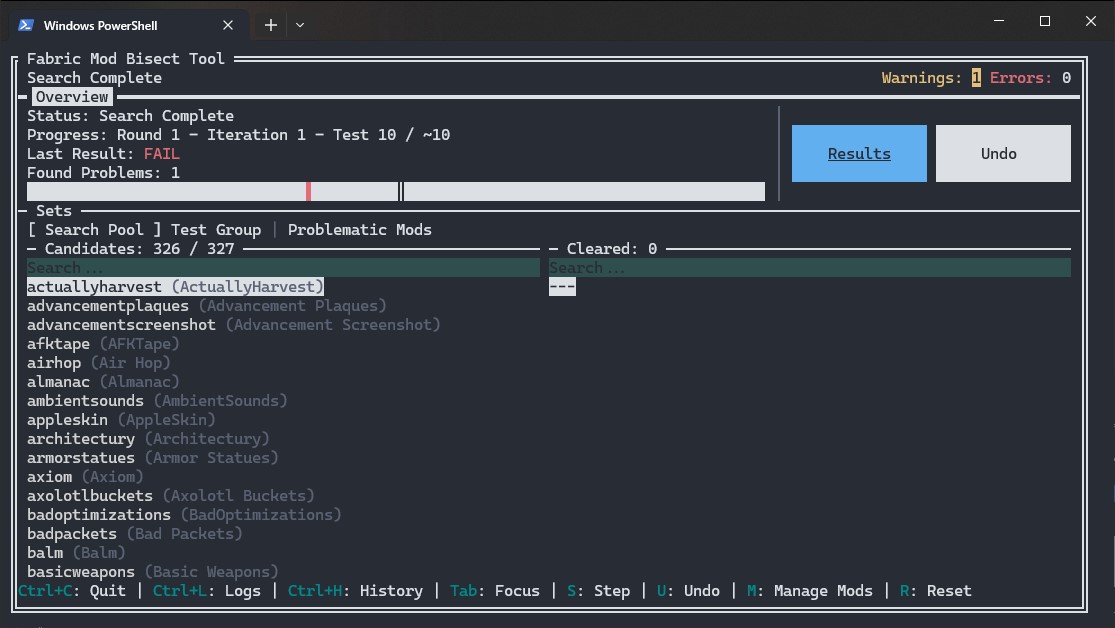 Windows PowerShell
Fabric Mod Bisect Tool
Search Complete
Warnings: 1 Errors: 0
Overview
Status: Search Complete
Progress: Round 1 - Iteration 1 - Test 10 / ~10
Last Result: FAIL
Found Problems: 1
Results
Undo
Sets
[ Search Pool ] Test Group | Problematic Mods
Candidates: 326 / 327
Cleared: 0
Search...
Search...
actuallyharvest (ActuallyHarvest)
---
advancementplaques (Advancement Plaques)
advancementscreenshot (Advancement Screenshot)
afktape (AFKTape)
airhop (Air Hop)
almanac (Almanac)
ambientsounds (AmbientSounds)
appleskin (AppleSkin)
architectury (Architectury)
armorstatues (Armor Statues)
axiom (Axiom)
axolotlbuckets (Axolotl Buckets)
badoptimizations (BadOptimizations)
badpackets (Bad Packets)
balm (Balm)
basicweapons (Basic Weapons)
Ctrl+C: Quit | Ctrl+L: Logs | Ctrl+H: History | Tab: Focus | S: Step | U: Undo | M: Manage Mods | R: Reset